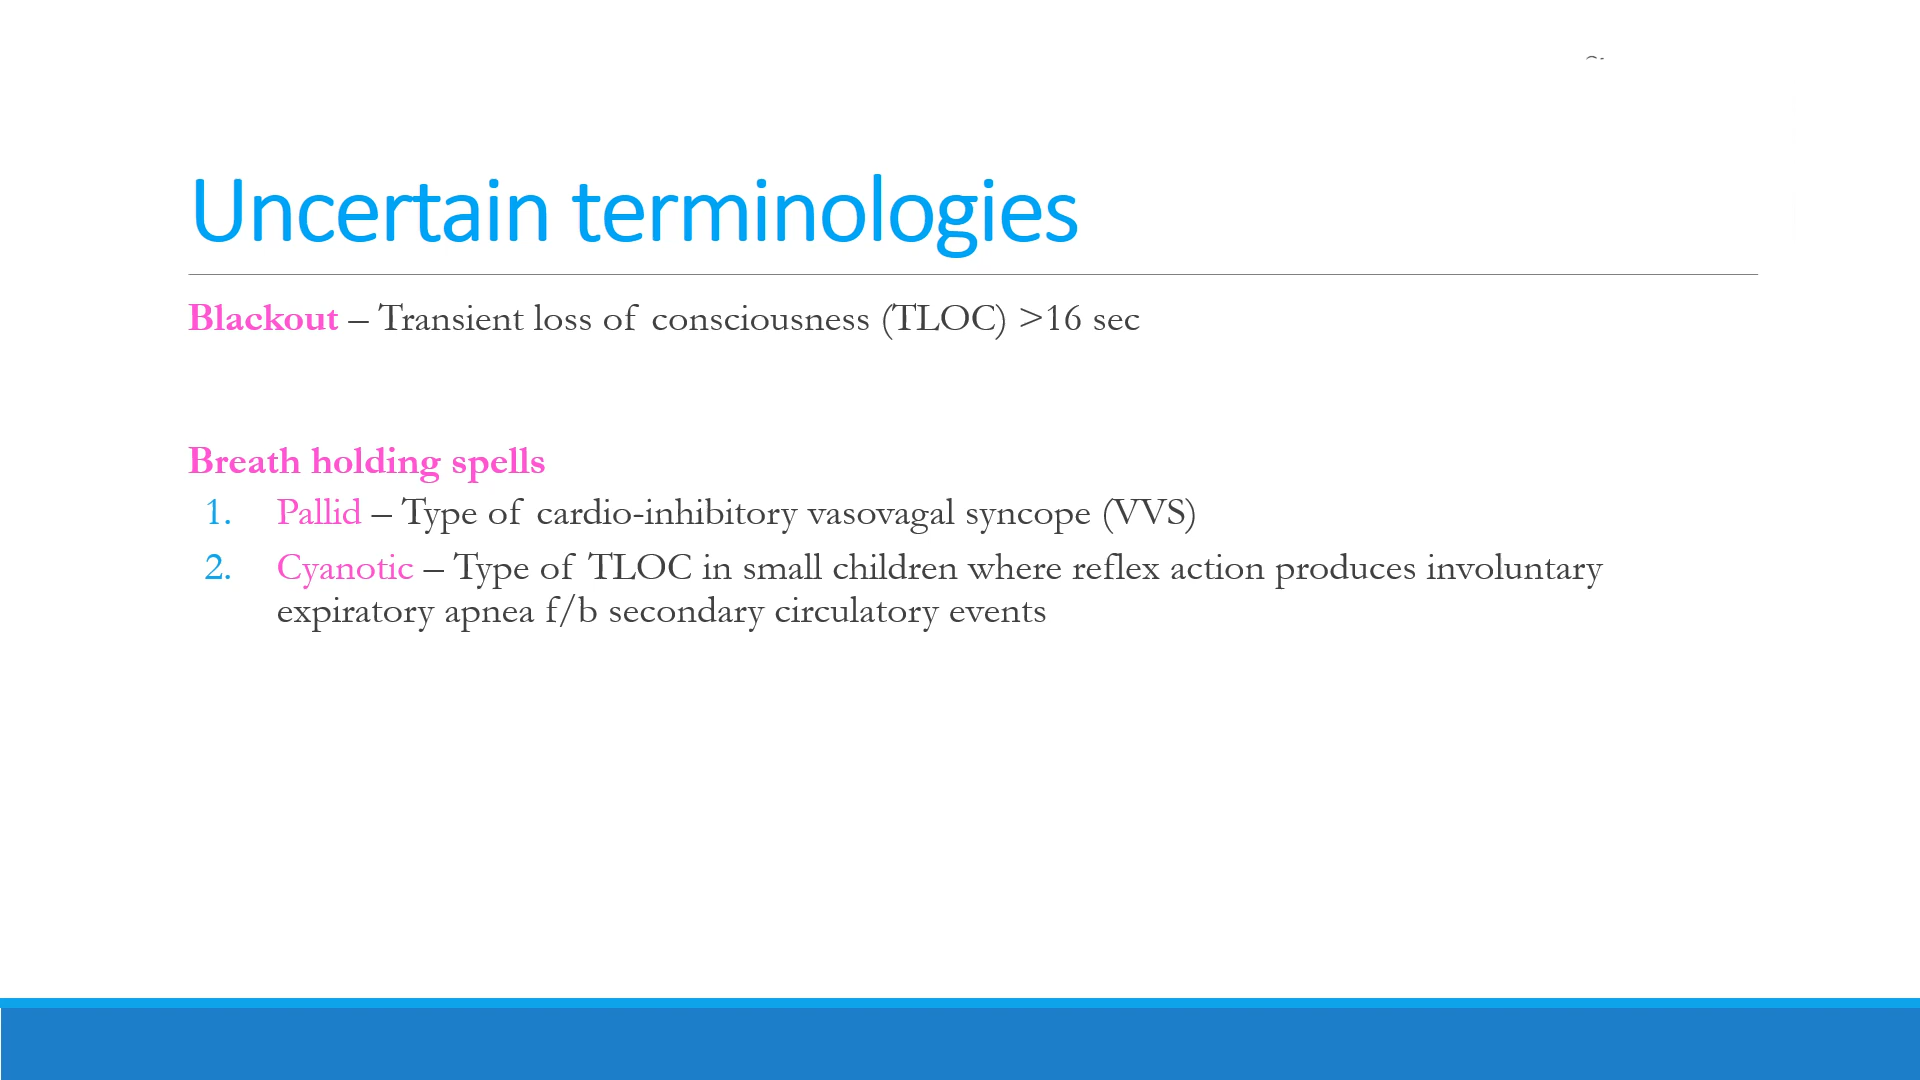 Uncertain terminologies
Blackout – Transient loss of consciousness (TLOC) >16 sec
Breath holding spells
1. Pallid – Type of cardio-inhibitory vasovagal syncope (VVS)
2. Cyanotic – Type of TLOC in small children where reflex action produces involuntary
expiratory apnea f/b secondary circulatory events